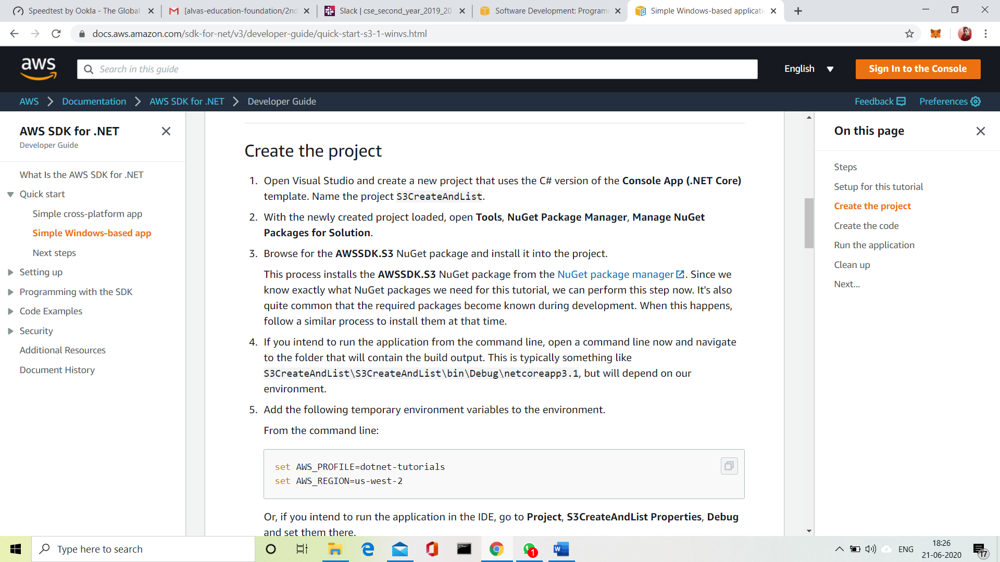 Speedtest by Ookla - The Global
[alvas-education-foundation/2nd
Slack | cse_second_year_2019_20
Software Development: Program
Simple Windows-based applicati
docs.aws.amazon.com/sdk-for-net/v3/developer-guide/quick-start-s3-1-winvs.html
aws
Search in this guide
English
Sign In to the Console
AWS
Documentation
AWS SDK for .NET
Developer Guide
Feedback
Preferences
AWS SDK for .NET
Developer Guide
What Is the AWS SDK for .NET
Quick start
Simple cross-platform app
Simple Windows-based app
Next steps
Setting up
Programming with the SDK
Code Examples
Security
Additional Resources
Document History
Create the project
1. Open Visual Studio and create a new project that uses the C# version of the Console App (.NET Core)
template. Name the project S3CreateAndList.
2. With the newly created project loaded, open Tools, NuGet Package Manager, Manage NuGet
Packages for Solution.
3. Browse for the AWSSDK.S3 NuGet package and install it into the project.
This process installs the AWSSDK.S3 NuGet package from the NuGet package manager. Since we
know exactly what NuGet packages we need for this tutorial, we can perform this step now. It's also
quite common that the required packages become known during development. When this happens,
follow a similar process to install them at that time.
4. If you intend to run the application from the command line, open a command line now and navigate
to the folder that will contain the build output. This is typically something like
S3CreateAndList\S3CreateAndList\bin\Debug\netcoreapp3.1, but will depend on our
environment.
5. Add the following temporary environment variables to the environment.
From the command line:
set AWS_PROFILE=dotnet-tutorials
set AWS_REGION=us-west-2
Or, if you intend to run the application in the IDE, go to Project, S3CreateAndList Properties, Debug
and set them there.
On this page
Steps
Setup for this tutorial
Create the project
Create the code
Run the application
Clean up
Next...
Type here to search
1
ENG
18:26
21-06-2020
17